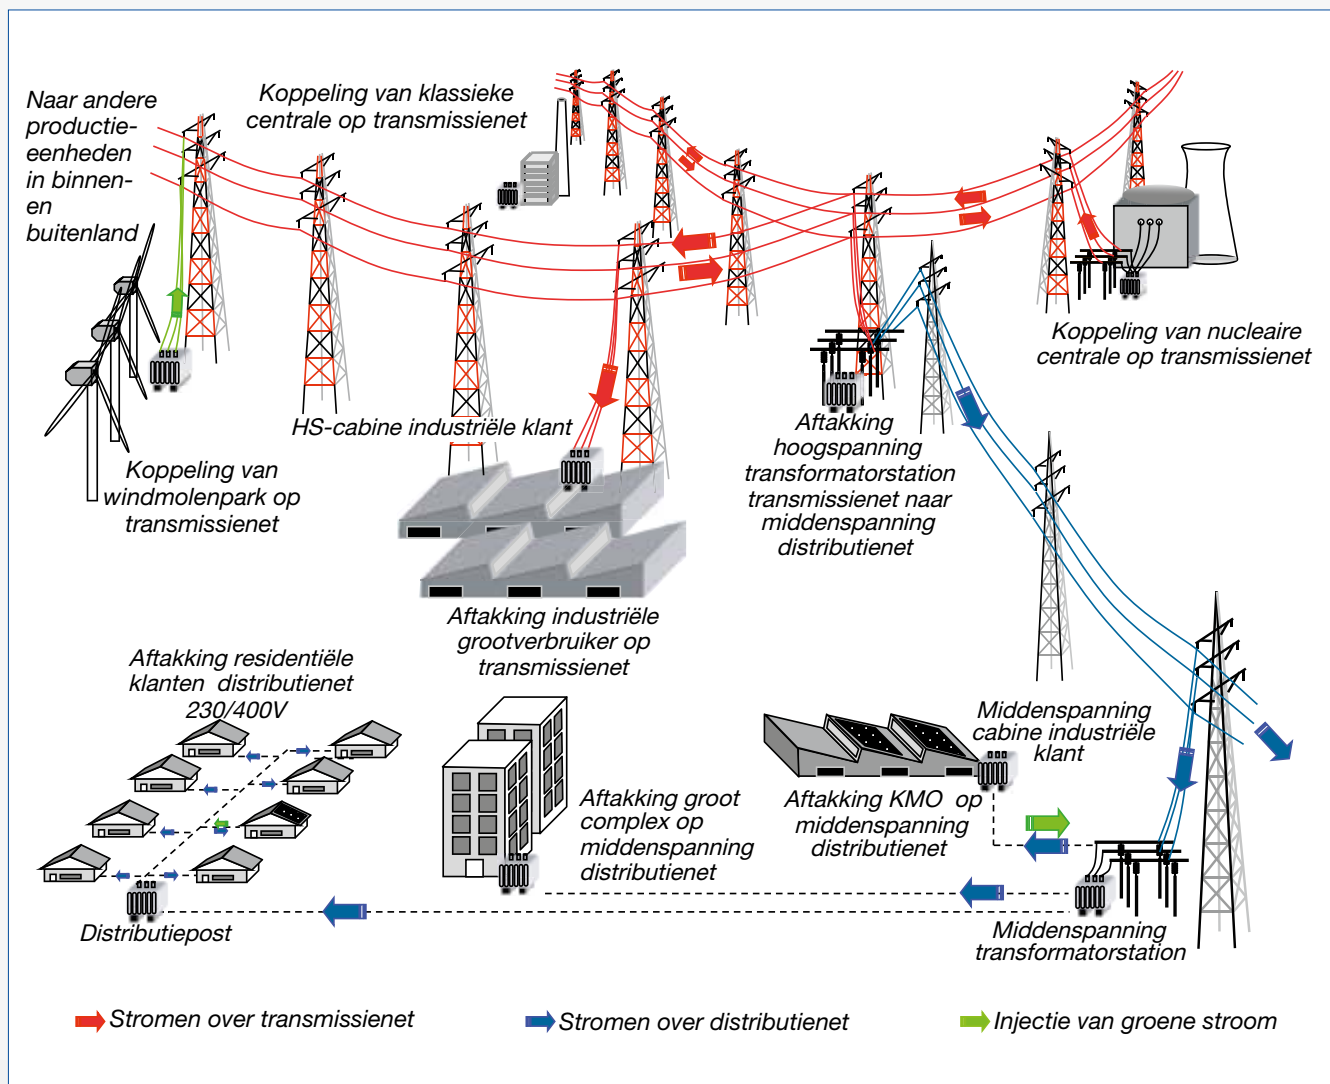 Naar andere
productie-
eenheden
in binnen-
en
buitenland
Koppeling van klassieke
centrale op transmissienet
Koppeling van nucleaire
centrale op transmissienet
HS-cabine industriële klant
Koppeling van
windmolenpark op
transmissienet
Aftakking
hoogspanning
transformatorstation
transmissienet naar
middenspanning
distributienet
Aftakking industriële
grootverbruiker op
transmissienet
Aftakking residentiële
klanten distributienet
230/400V
Middenspanning
cabine industriële
klant
Aftakking groot
complex op
middenspanning
distributienet
Aftakking KMO op
middenspanning
distributienet
Distributiepost
Middenspanning
transformatorstation
Stromen over transmissienet
Stromen over distributienet
Injectie van groene stroom